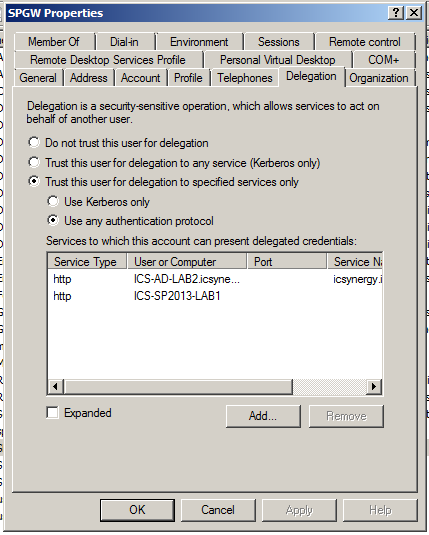 SPGW Properties
Member Of Dial-in Environment Sessions Remote control
Remote Desktop Services Profile Personal Virtual Desktop COM+
General Address Account Profile Telephones Delegation Organization
Delegation is a security-sensitive operation, which allows services to act on
behalf of another user.
Do not trust this user for delegation
Trust this user for delegation to any service (Kerberos only)
Trust this user for delegation to specified services only
Use Kerberos only
Use any authentication protocol
Services to which this account can present delegated credentials:
Service Type User or Computer Port Service Na
http ICS-AD-LAB2.icsyne... icsynergy.i
http ICS-SP2013-LAB1
Expanded Add... Remove
OK Cancel Apply Help